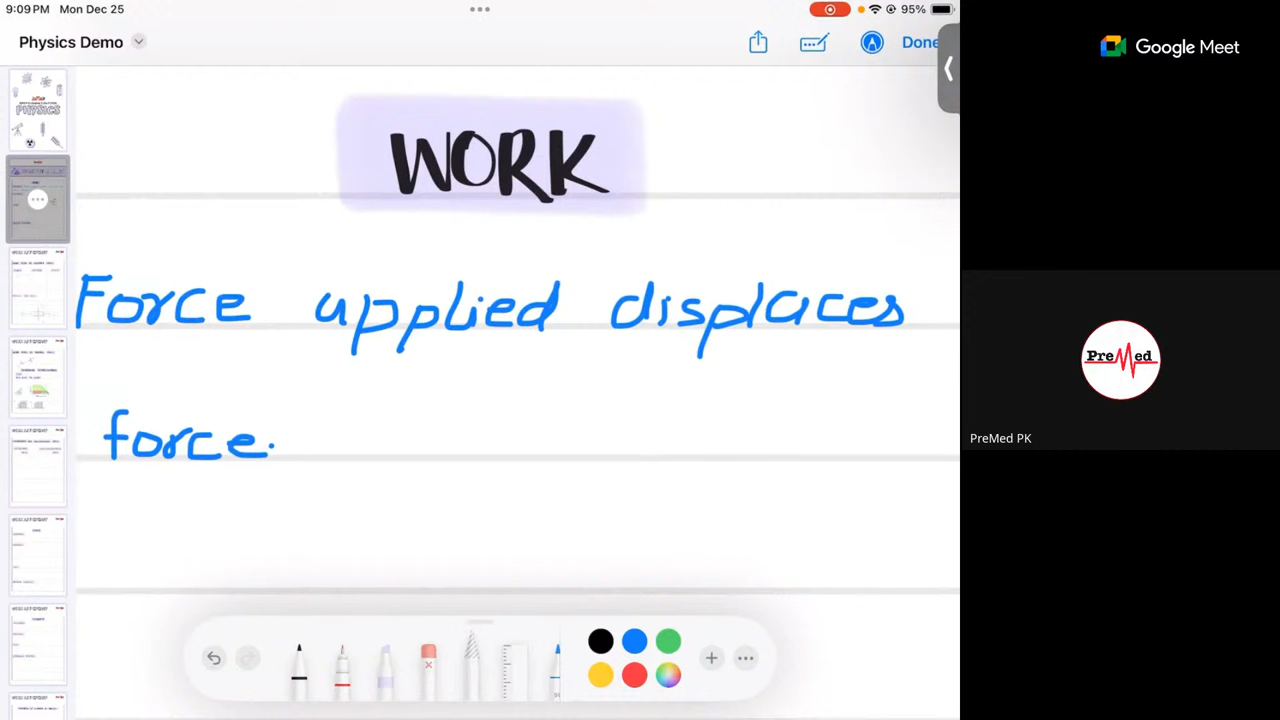 9:09 PM Mon Dec 25
95%
Physics Demo
Done
Google Meet
PHYSICS
WORK
Force applied displaces
force.
PreMed
PreMed PK